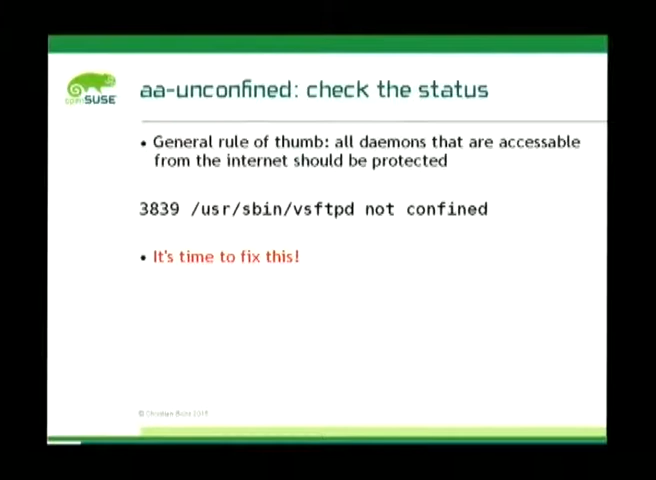 aa-unconfined: check the status
openSUSE
• General rule of thumb: all daemons that are accessable
from the internet should be protected
3839 /usr/sbin/vsftpd not confined
• It's time to fix this!